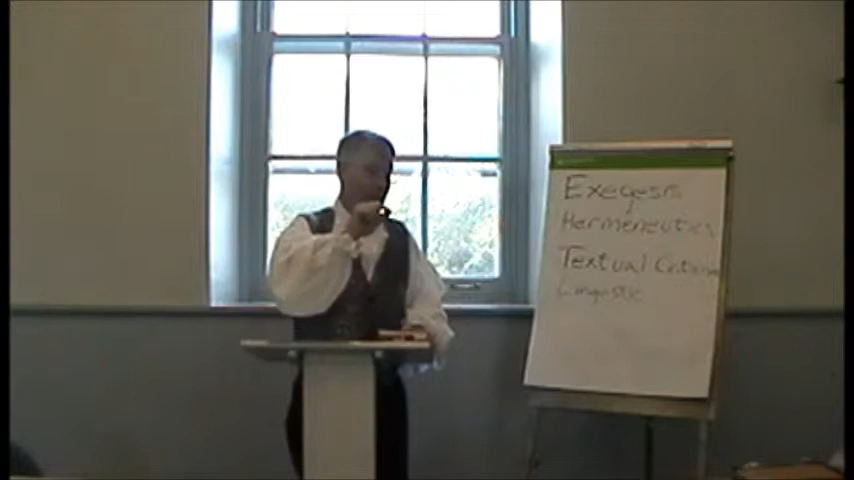 Exegesis
Hermeneutics
Textual Criticism
Linguistic